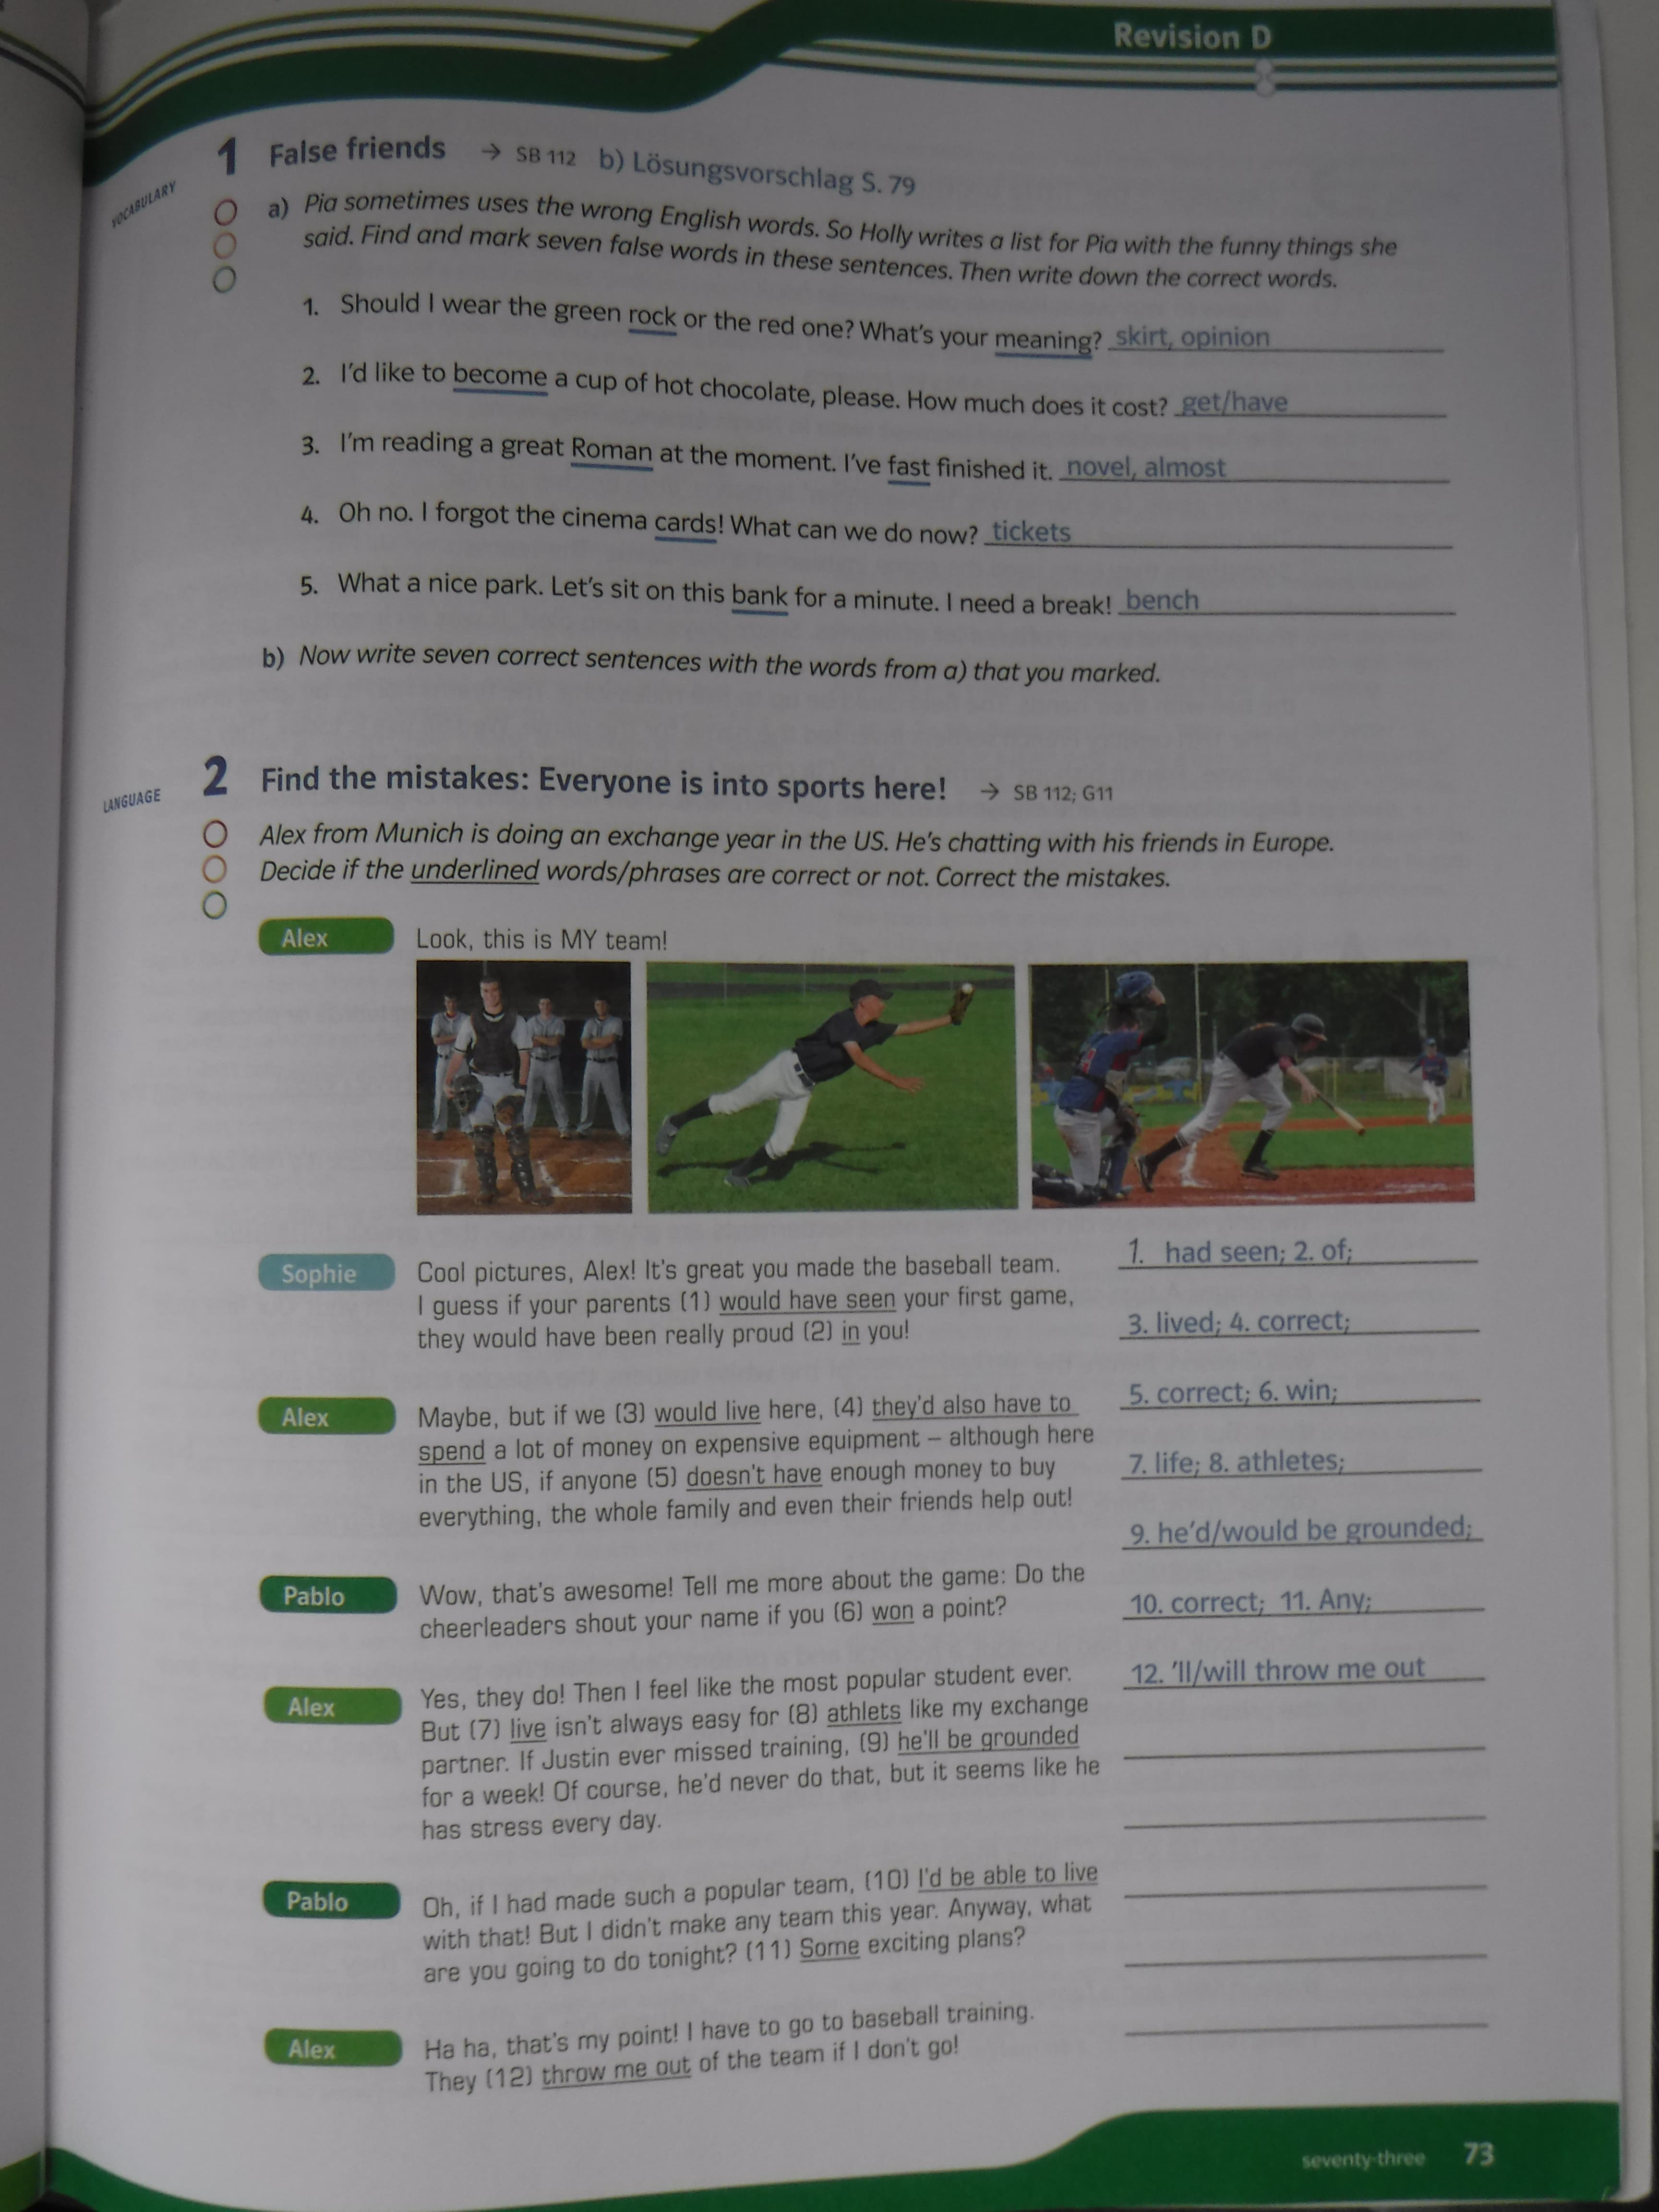 Revision D
1 False friends → SB 112 b) Lösungsvorschlag S. 79
VOCABULARY
a) Pia sometimes uses the wrong English words. So Holly writes a list for Pia with the funny things she
said. Find and mark seven false words in these sentences. Then write down the correct words.
1. Should I wear the green rock or the red one? What's your meaning? skirt, opinion
2. I'd like to become a cup of hot chocolate, please. How much does it cost? get/have
3. I'm reading a great Roman at the moment. I've fast finished it. novel, almost
4. Oh no. I forgot the cinema cards! What can we do now? tickets
5. What a nice park. Let's sit on this bank for a minute. I need a break! bench
b) Now write seven correct sentences with the words from a) that you marked.
LANGUAGE
2 Find the mistakes: Everyone is into sports here! → SB 112; G11
Alex from Munich is doing an exchange year in the US. He's chatting with his friends in Europe.
Decide if the underlined words/phrases are correct or not. Correct the mistakes.
Alex Look, this is MY team!
Sophie Cool pictures, Alex! It's great you made the baseball team.
I guess if your parents (1) would have seen your first game,
they would have been really proud (2) in you!
Alex Maybe, but if we (3) would live here, (4) they'd also have to
spend a lot of money on expensive equipment – although here
in the US, if anyone (5) doesn't have enough money to buy
everything, the whole family and even their friends help out!
Pablo Wow, that's awesome! Tell me more about the game: Do the
cheerleaders shout your name if you (6) won a point?
Alex Yes, they do! Then I feel like the most popular student ever.
But (7) live isn't always easy for (8) athlets like my exchange
partner. If Justin ever missed training, (9) he'll be grounded
for a week! Of course, he'd never do that, but it seems like he
has stress every day.
Pablo Oh, if I had made such a popular team, (10) I'd be able to live
with that! But I didn't make any team this year. Anyway, what
are you going to do tonight? (11) Some exciting plans?
Alex Ha ha, that's my point! I have to go to baseball training.
They (12) throw me out of the team if I don't go!
1. had seen; 2. of;
3. lived; 4. correct;
5. correct; 6. win;
7. life; 8. athletes;
9. he'd/would be grounded;
10. correct; 11. Any;
12. 'll/will throw me out
seventy-three 73